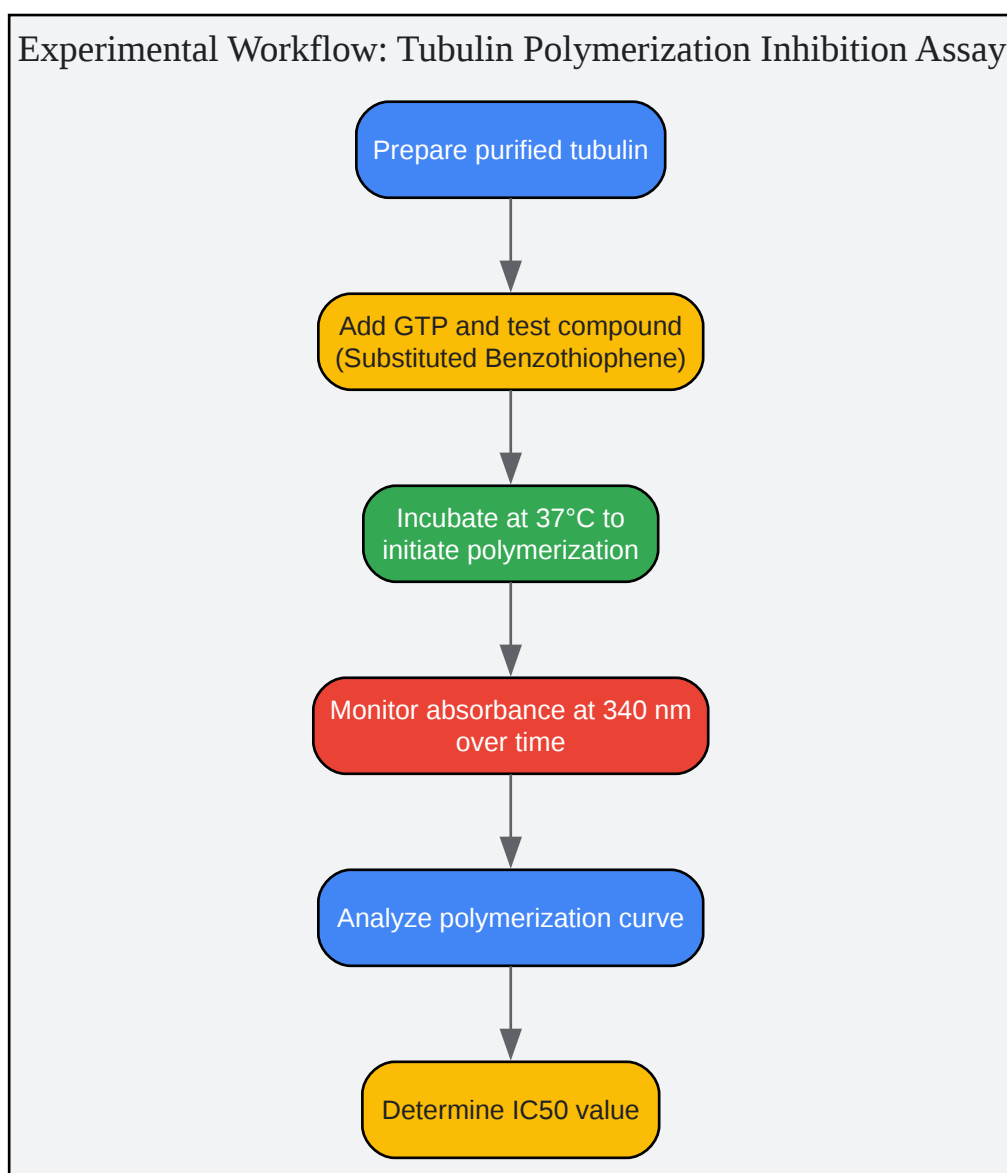 Experimental Workflow: Tubulin Polymerization Inhibition Assay
Prepare purified tubulin
Add GTP and test compound
(Substituted Benzothiophene)
Incubate at 37°C to
initiate polymerization
Monitor absorbance at 340 nm
over time
Analyze polymerization curve
Determine IC50 value